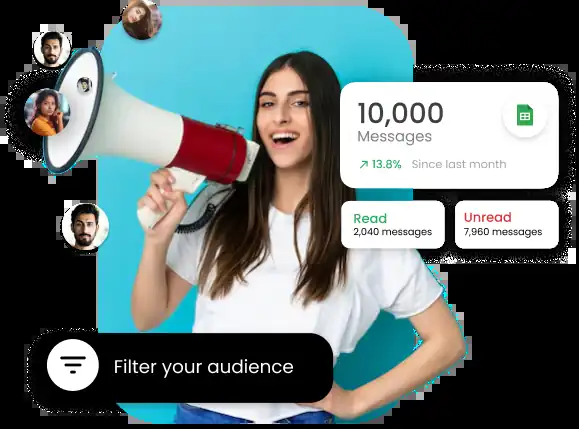 10,000
Messages
13.8% Since last month
Read
2,040 messages
Unread
7,960 messages
Filter your audience